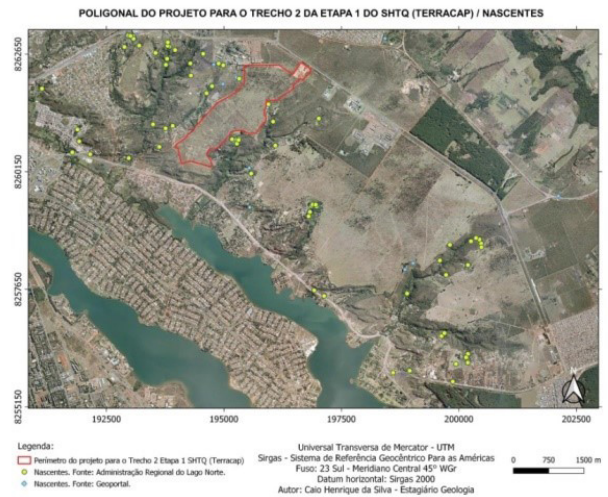 POLIGONAL DO PROJETO PARA O TRECHO 2 DA ETAPA 1 DO SHTQ (TERRACAP) / NASCENTES
8262650
8260150
8257650
8255150
192500
195000
197500
200000
202500
Legenda:
Perímetro do projeto para o Trecho 2 Etapa 1 SHTQ (Terracap)
Nascentes. Fonte: Administração Regional do Lago Norte.
Nascentes. Fonte: Geoportal.
Universal Transversa de Mercator - UTM
Sirgas - Sistema de Referência Geocêntrico Para as Américas
Fuso: 23 Sul - Meridiano Central 45° WGr
Datum horizontal: Sirgas 2000
Autor: Caio Henrique da Silva - Estagiário Geologia
0 750 1500 m